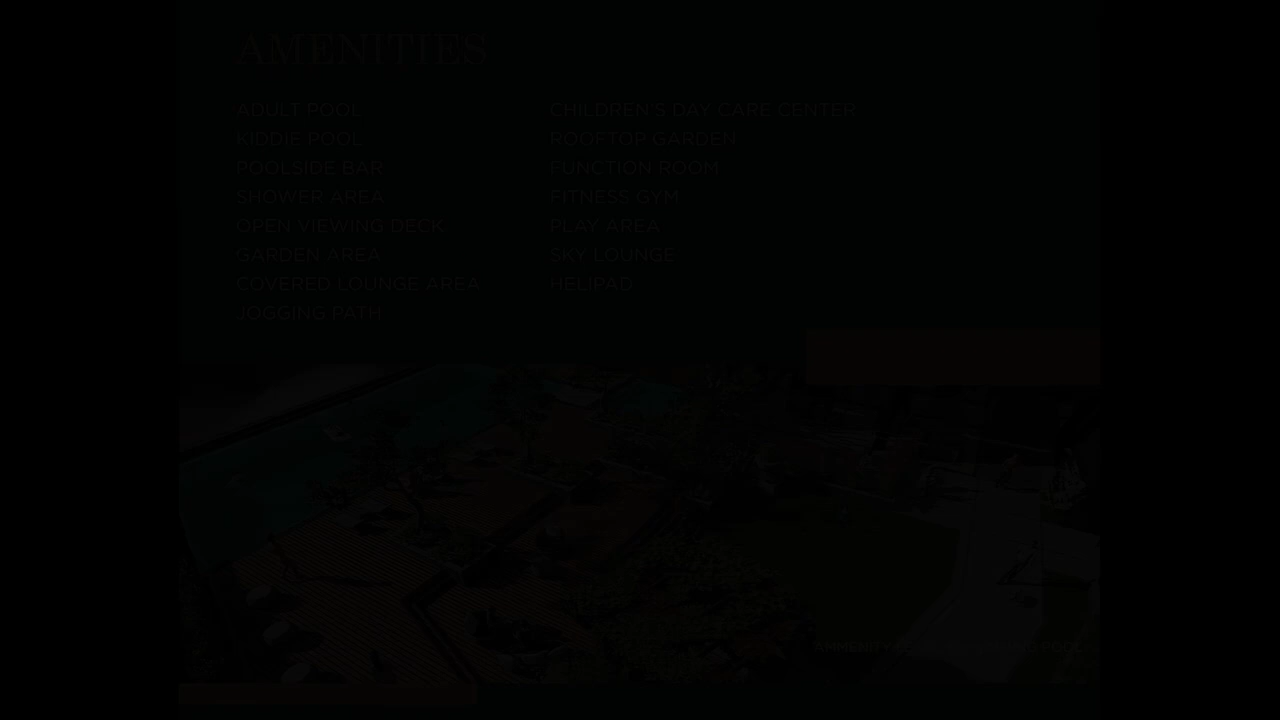 AMENITIES
ADULT POOL
KIDDIE POOL
POOLSIDE BAR
SHOWER AREA
OPEN VIEWING DECK
GARDEN AREA
COVERED LOUNGE AREA
JOGGING PATH
CHILDREN'S DAY CARE CENTER
ROOFTOP GARDEN
FUNCTION ROOM
FITNESS GYM
PLAY AREA
SKY LOUNGE
HELIPAD
AMMENITY